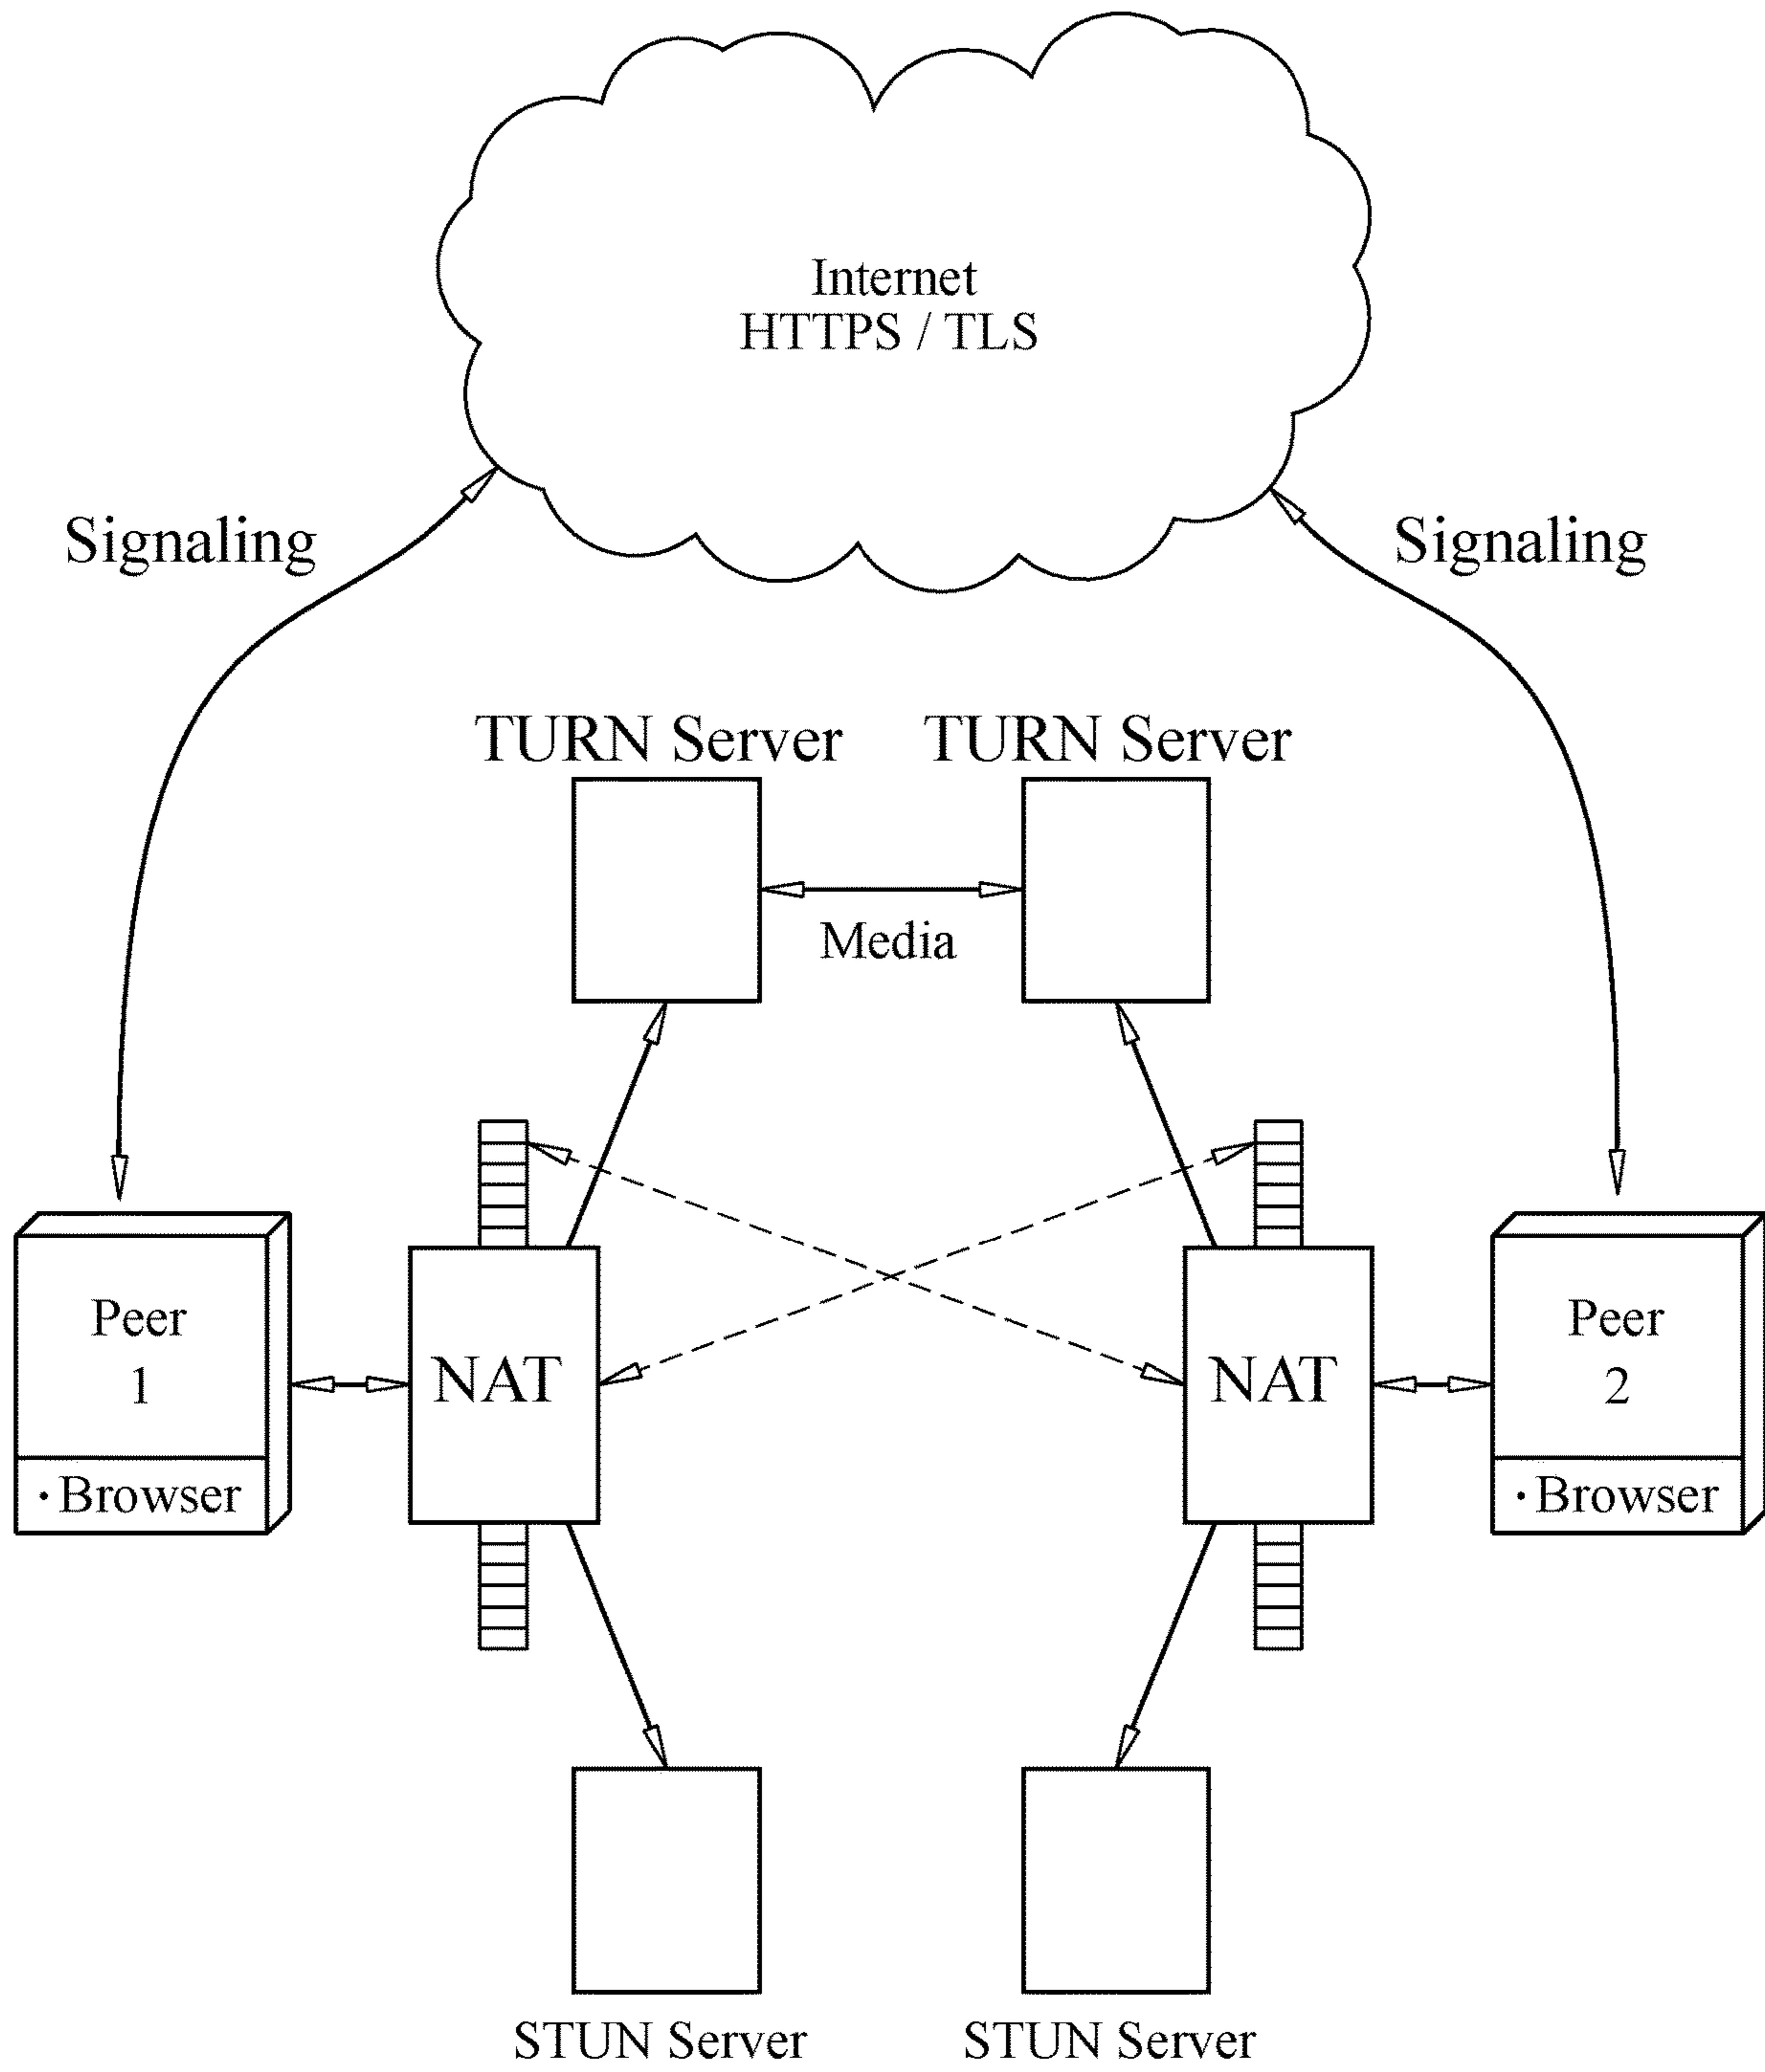 Internet
HTTPS / TLS
Signaling
Signaling
TURN Server
TURN Server
Media
Peer
1
· Browser
NAT
NAT
Peer
2
· Browser
STUN Server
STUN Server